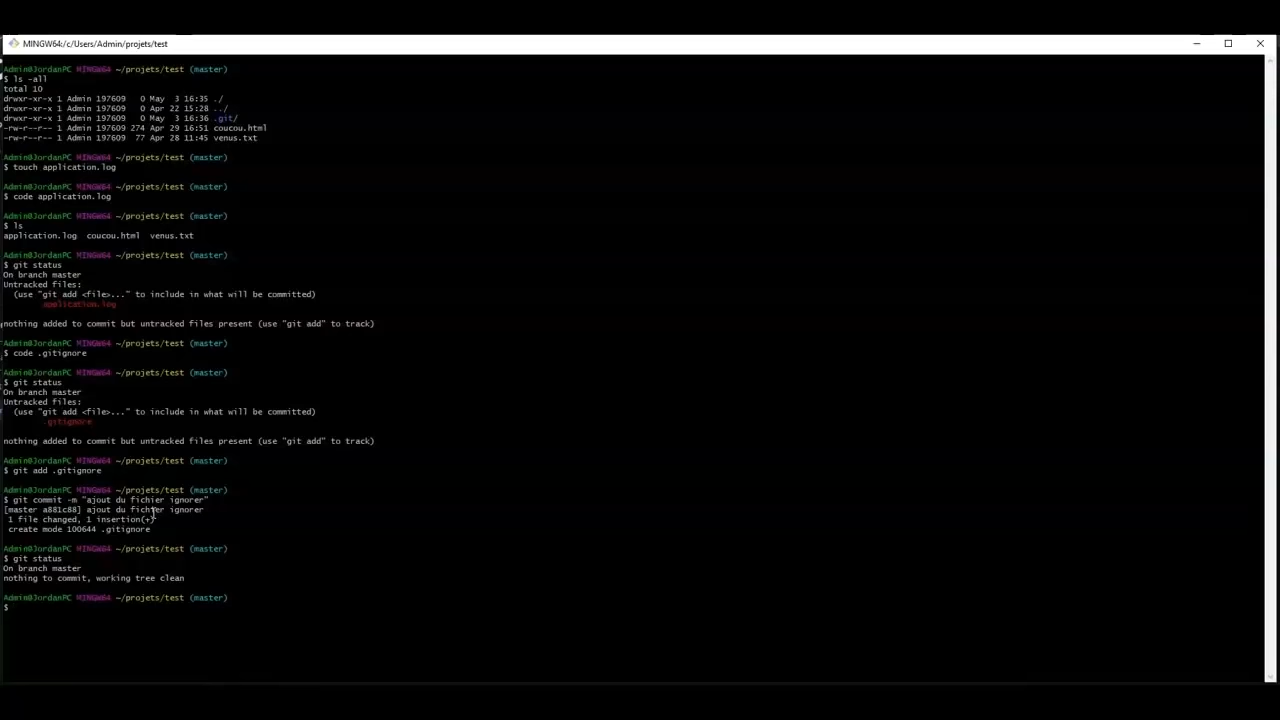 MINGW64:/c/Users/Admin/projets/test
Admin@JordanPC MINGW64 ~/projets/test (master)
$ ls -all
total 10
drwxr-xr-x 1 Admin 197609   0 May  3 16:35 ./
drwxr-xr-x 1 Admin 197609   0 Apr 22 15:28 ../
drwxr-xr-x 1 Admin 197609   0 May  3 16:36 .git/
-rw-r--r-- 1 Admin 197609 274 Apr 29 16:51 coucou.html
-rw-r--r-- 1 Admin 197609  77 Apr 28 11:45 venus.txt
Admin@JordanPC MINGW64 ~/projets/test (master)
$ touch application.log
Admin@JordanPC MINGW64 ~/projets/test (master)
$ code application.log
Admin@JordanPC MINGW64 ~/projets/test (master)
$ ls
application.log  coucou.html  venus.txt
Admin@JordanPC MINGW64 ~/projets/test (master)
$ git status
On branch master
Untracked files:
  (use "git add <file>..." to include in what will be committed)
        application.log
nothing added to commit but untracked files present (use "git add" to track)
Admin@JordanPC MINGW64 ~/projets/test (master)
$ code .gitignore
Admin@JordanPC MINGW64 ~/projets/test (master)
$ git status
On branch master
Untracked files:
  (use "git add <file>..." to include in what will be committed)
        .gitignore
nothing added to commit but untracked files present (use "git add" to track)
Admin@JordanPC MINGW64 ~/projets/test (master)
$ git add .gitignore
Admin@JordanPC MINGW64 ~/projets/test (master)
$ git commit -m "ajout du fichier ignorer"
[master a881c88] ajout du fichier ignorer
 1 file changed, 1 insertion(+)
 create mode 100644 .gitignore
Admin@JordanPC MINGW64 ~/projets/test (master)
$ git status
On branch master
nothing to commit, working tree clean
Admin@JordanPC MINGW64 ~/projets/test (master)
$